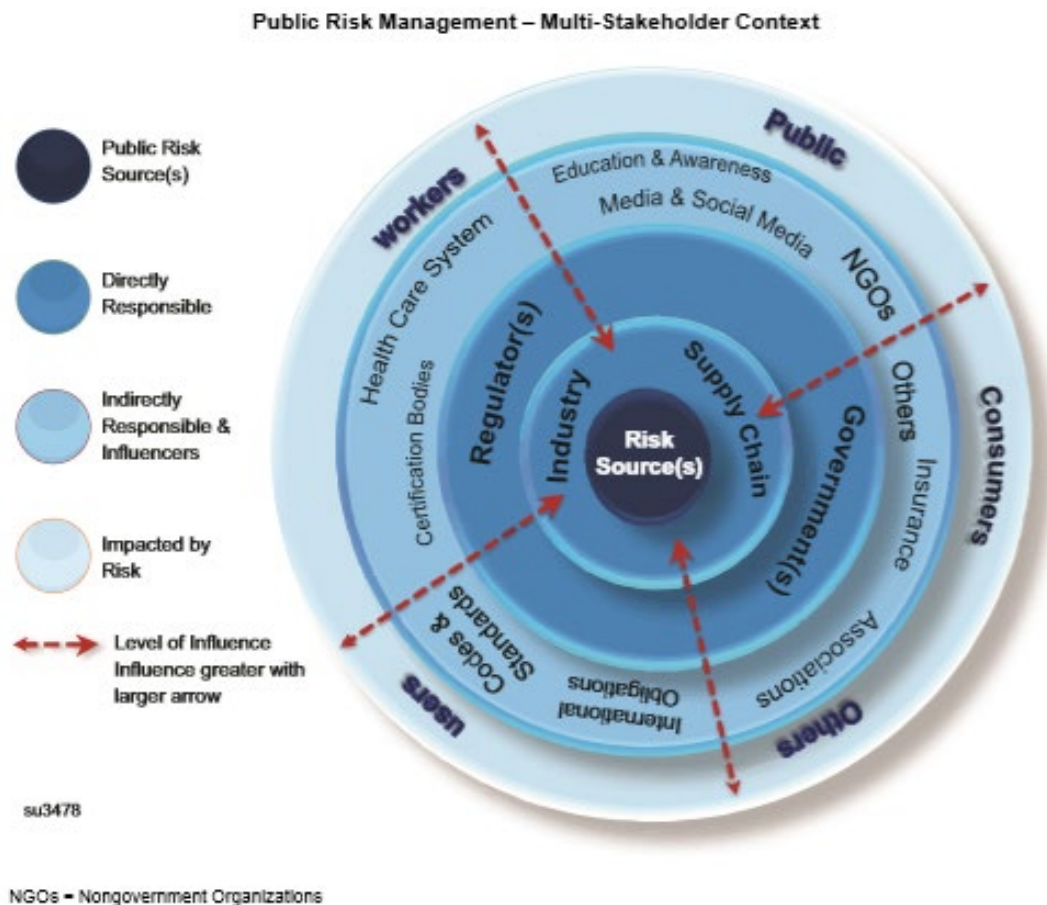 Public Risk Management – Multi-Stakeholder Context
Public Risk
Source(s)
Directly
Responsible
Indirectly
Responsible &
Influencers
Impacted by
Risk
Level of Influence
Influence greater with
larger arrow
su3478
workers
Public
Consumers
Others
users
Education & Awareness
Media & Social Media
NGOs
Others
Insurance
Associations
International
Obligations
Codes &
Standards
Certification Bodies
Health Care System
Regulator(s)
Government(s)
Industry
Supply Chain
Risk
Source(s)
NGOs = Nongovernment Organizations